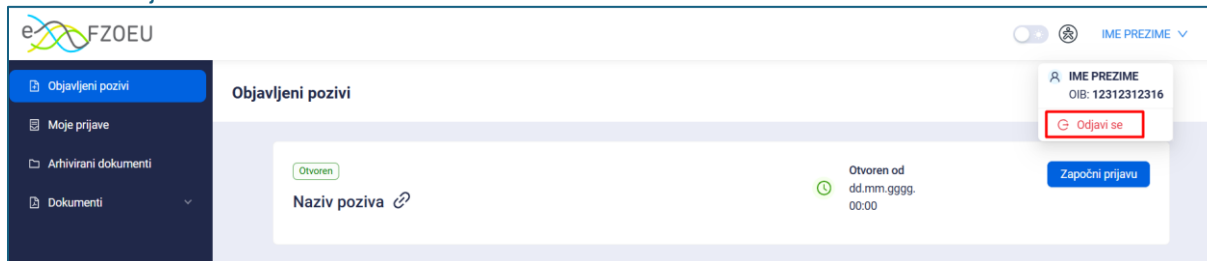 eFZOEU
IME PREZIME
Objavljeni pozivi
Moje prijave
Arhivirani dokumenti
Dokumenti
Objavljeni pozivi
IME PREZIME
OIB: 12312312316
Odjavi se
Otvoren
Naziv poziva
Otvoren od
dd.mm.gggg.
00:00
Započni prijavu